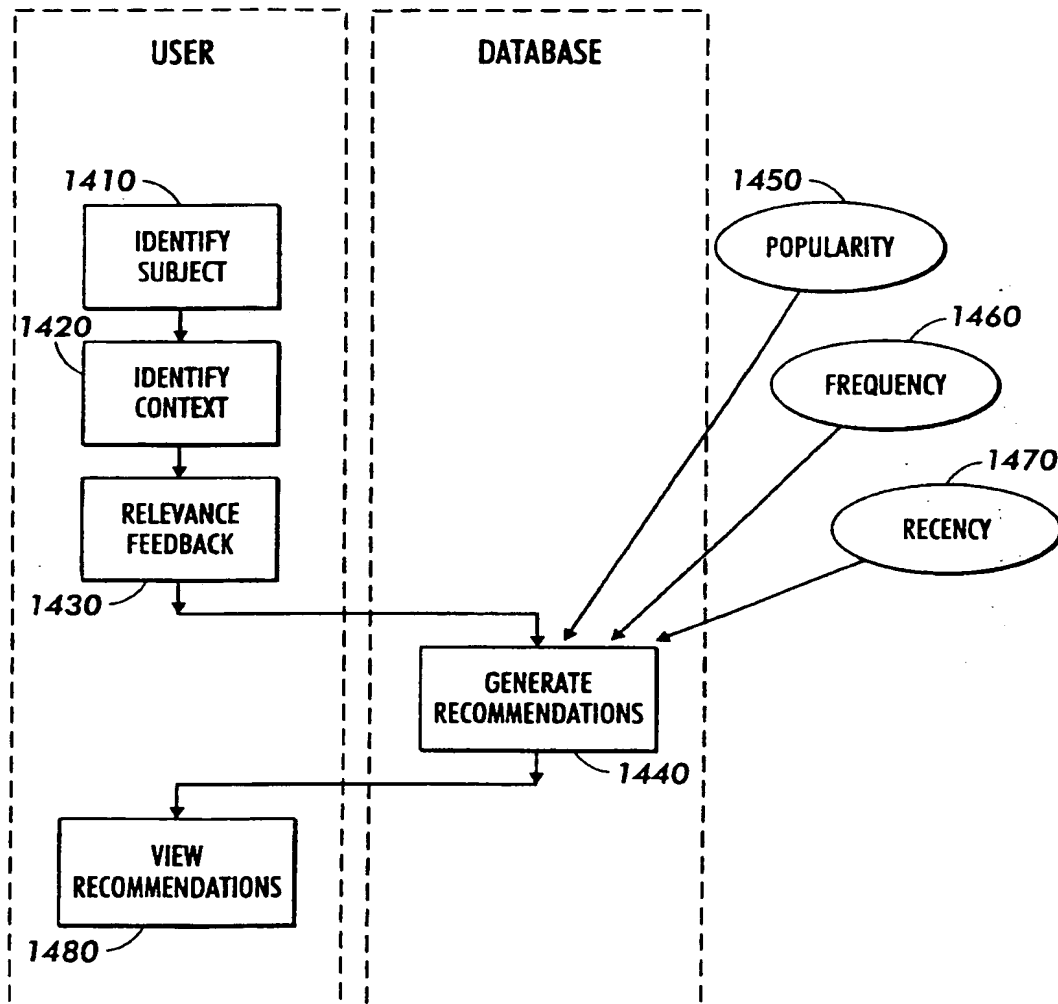 USER
DATABASE
1410
IDENTIFY
SUBJECT
1420
IDENTIFY
CONTEXT
RELEVANCE
FEEDBACK
1430
1450
POPULARITY
1460
FREQUENCY
1470
RECENCY
GENERATE
RECOMMENDATIONS
1440
VIEW
RECOMMENDATIONS
1480